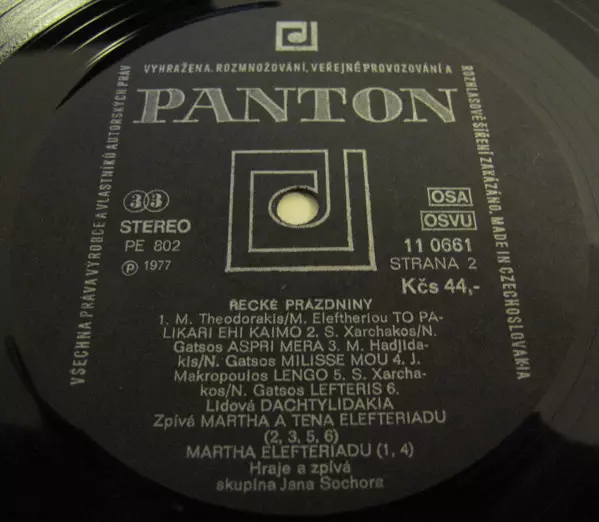 VYHRAŽENA. ROZMNOŽOVÁNÍ, VEŘEJNÉ PROVOZOVÁNÍ A
ROZHLASOVÉ ŠÍŘENÍ ZAKÁZÁNO. MADE IN CZECHOSLOVAKIA
VŠECHNA PRÁVA VÝROBCE A VLASTNÍKŮ AUTORSKÝCH PRÁV
PANTON
33
STEREO
PE 802
Ⓟ 1977
OSA
OSVU
11 0661
STRANA 2
Kčs 44,-
ŘECKÉ PRÁZDNINY
1. M. Theodorakis/M. Eleftheriou TO PA-
LIKARI EHI KAIMO 2. S. Xarchakos/N.
Gatsos ASPRI MERA 3. M. Hadjida-
kis/N. Gatsos MILISSE MOU 4. J.
Makropoulos LENGO 5. S. Xarcha-
kos/N. Gatsos LEFTERIS 6.
Lidová DACHTYLIDAKIA
Zpívá MARTHA A TENA ELEFTERIADU
(2, 3, 5, 6)
MARTHA ELEFTERIADU (1, 4)
Hraje a zpívá
skupina Jana Sochora